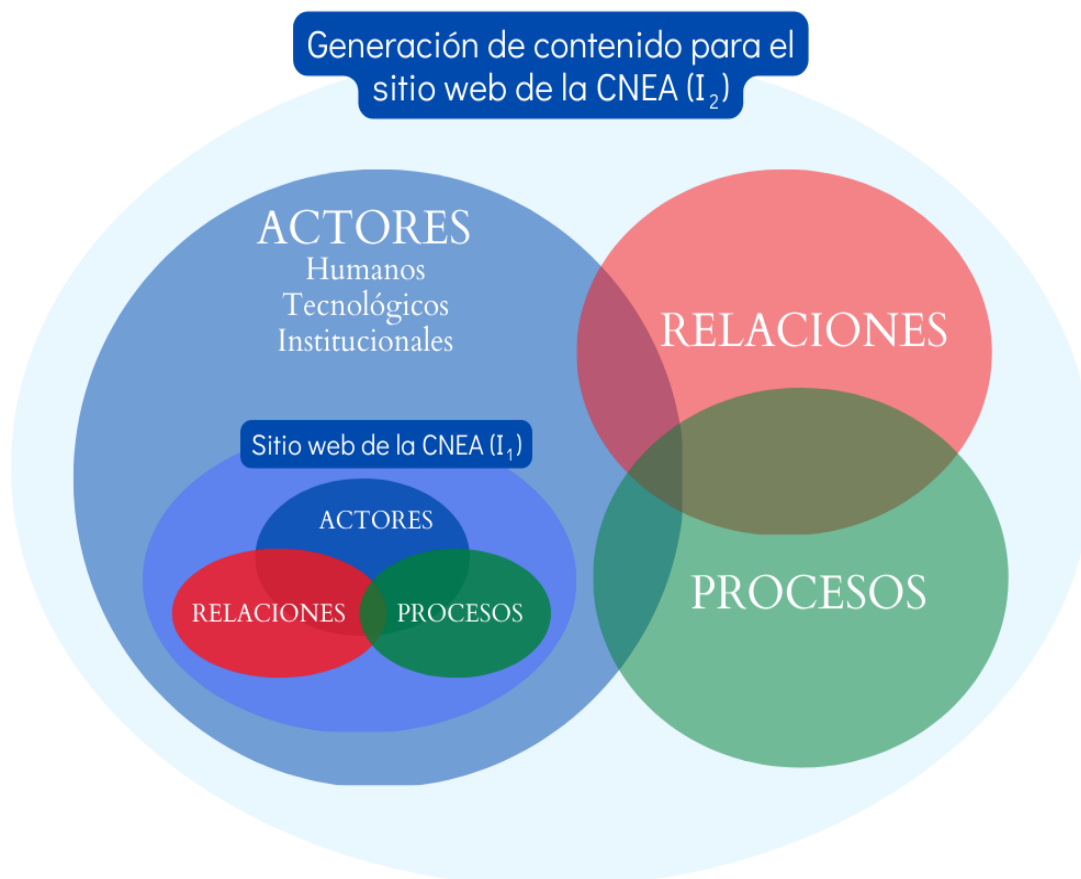 Generación de contenido para el
sitio web de la CNEA (I₂)
ACTORES
Humanos
Tecnológicos
Institucionales
RELACIONES
Sitio web de la CNEA (I₁)
ACTORES
RELACIONES
PROCESOS
PROCESOS